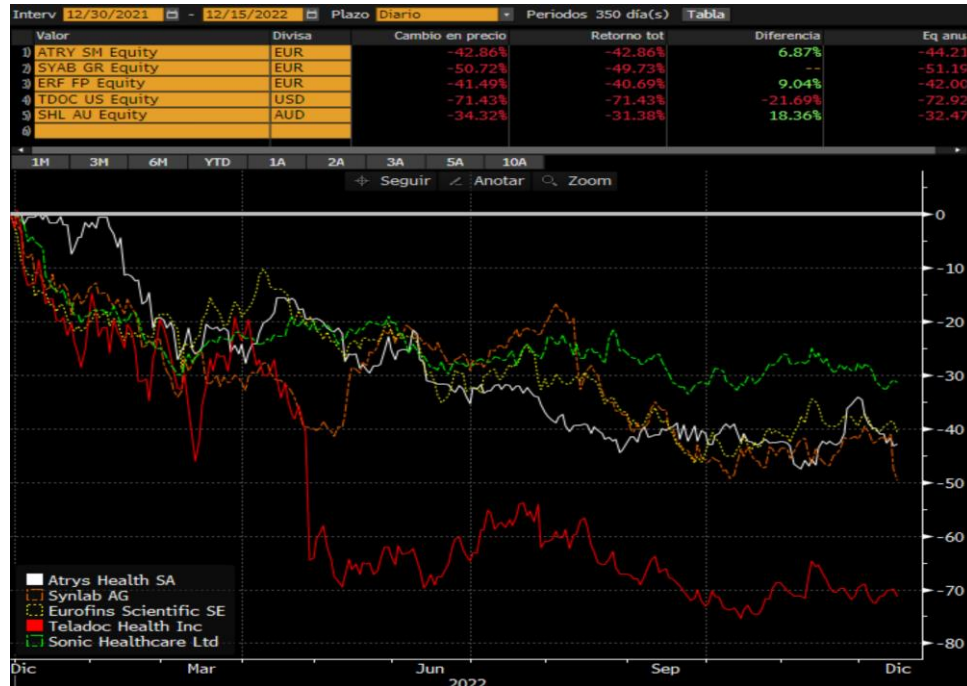 Interv 12/30/2021 - 12/15/2022 Plazo Diario Periodos 350 día(s) Tabla
Valor Divisa Cambio en precio Retorno tot Diferencia Eq anu
1) ATRY SM Equity EUR -42.86% -42.86% 6.87% -44.21
2) SYAB GR Equity EUR -50.72% -49.73% -- -51.19
3) ERF FP Equity EUR -41.49% -40.69% 9.04% -42.00
4) TDOC US Equity USD -71.43% -71.43% -21.69% -72.92
5) SHL AU Equity AUD -34.32% -31.38% 18.36% -32.47
6)
1M 3M 6M YTD 1A 2A 3A 5A 10A
Seguir Anotar Zoom
0
-10
-20
-30
-40
-50
-60
-70
-80
Atrys Health SA
Synlab AG
Eurofins Scientific SE
Teladoc Health Inc
Sonic Healthcare Ltd
Dic Mar Jun Sep Dic
2022